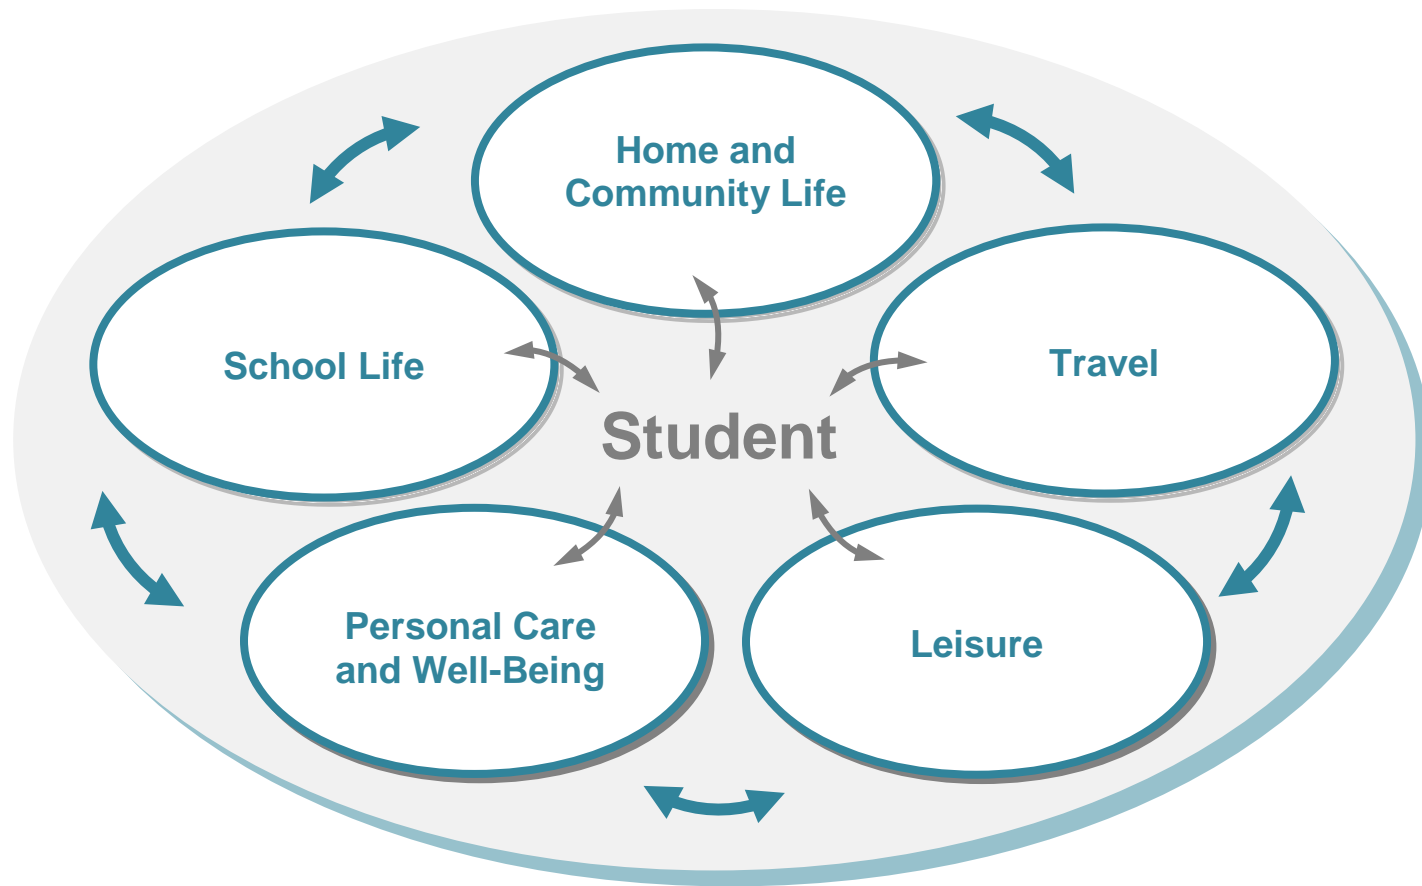 Home and
Community Life
School Life
Travel
Student
Personal Care
and Well-Being
Leisure